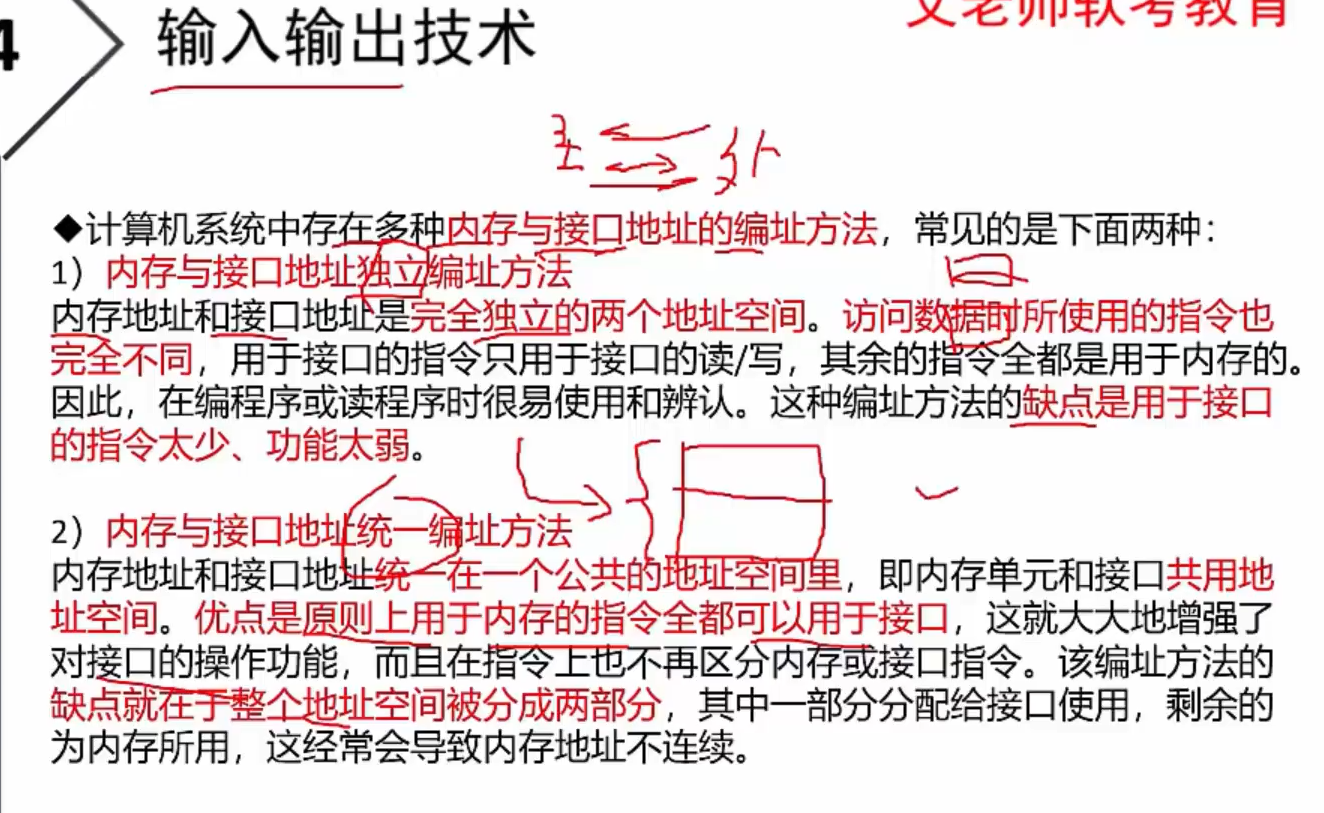 4
输入输出技术
文老师软考教育
主 外
◆计算机系统中存在多种内存与接口地址的编址方法，常见的是下面两种：
1）内存与接口地址独立编址方法
内存地址和接口地址是完全独立的两个地址空间。访问数据时所使用的指令也
完全不同，用于接口的指令只用于接口的读/写，其余的指令全都是用于内存的。
因此，在编程序或读程序时很易使用和辨认。这种编址方法的缺点是用于接口
的指令太少、功能太弱。
2）内存与接口地址统一编址方法
内存地址和接口地址统一在一个公共的地址空间里，即内存单元和接口共用地
址空间。优点是原则上用于内存的指令全都可以用于接口，这就大大地增强了
对接口的操作功能，而且在指令上也不再区分内存或接口指令。该编址方法的
缺点就在于整个地址空间被分成两部分，其中一部分分配给接口使用，剩余的
为内存所用，这经常会导致内存地址不连续。